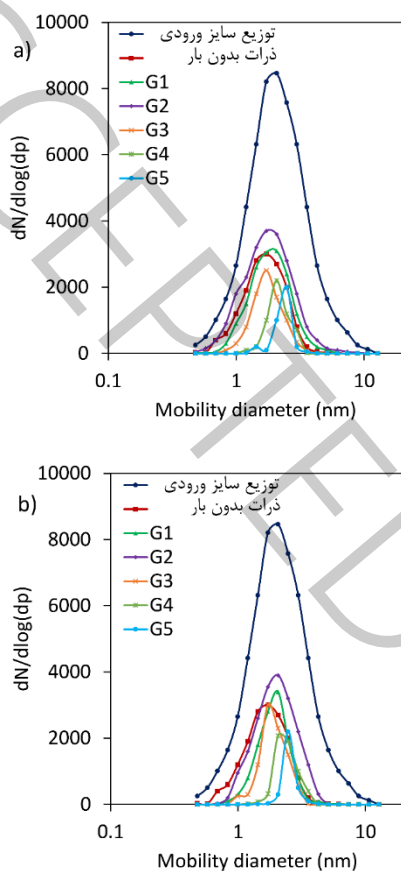 a)
10000
8000
6000
4000
2000
0
dN/dlog(dp)
توزیع سایز ورودی
ذرات بدون بار
G1
G2
G3
G4
G5
0.1 1 10
Mobility diameter (nm)
b)
10000
8000
6000
4000
2000
0
dN/dlog(dp)
توزیع سایز ورودی
ذرات بدون بار
G1
G2
G3
G4
G5
0.1 1 10
Mobility diameter (nm)